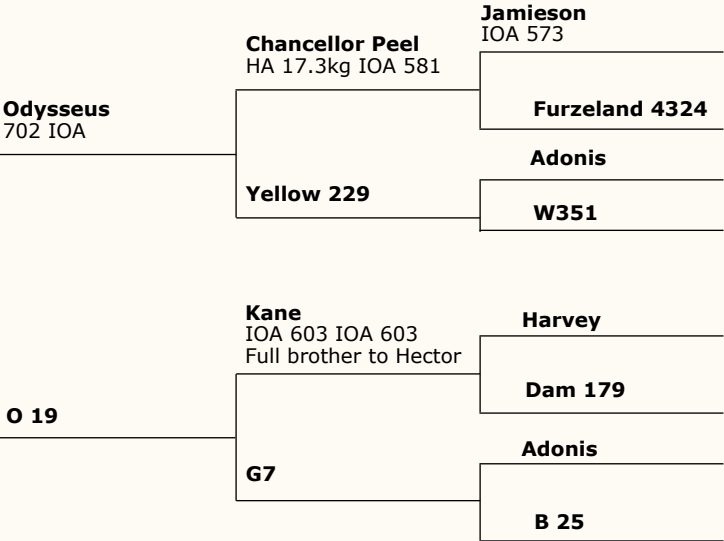 Jamieson
IOA 573
Chancellor Peel
HA 17.3kg IOA 581
Odysseus
702 IOA
Furzeland 4324
Adonis
Yellow 229
W351
Kane
IOA 603 IOA 603
Full brother to Hector
Harvey
Dam 179
O 19
Adonis
G7
B 25